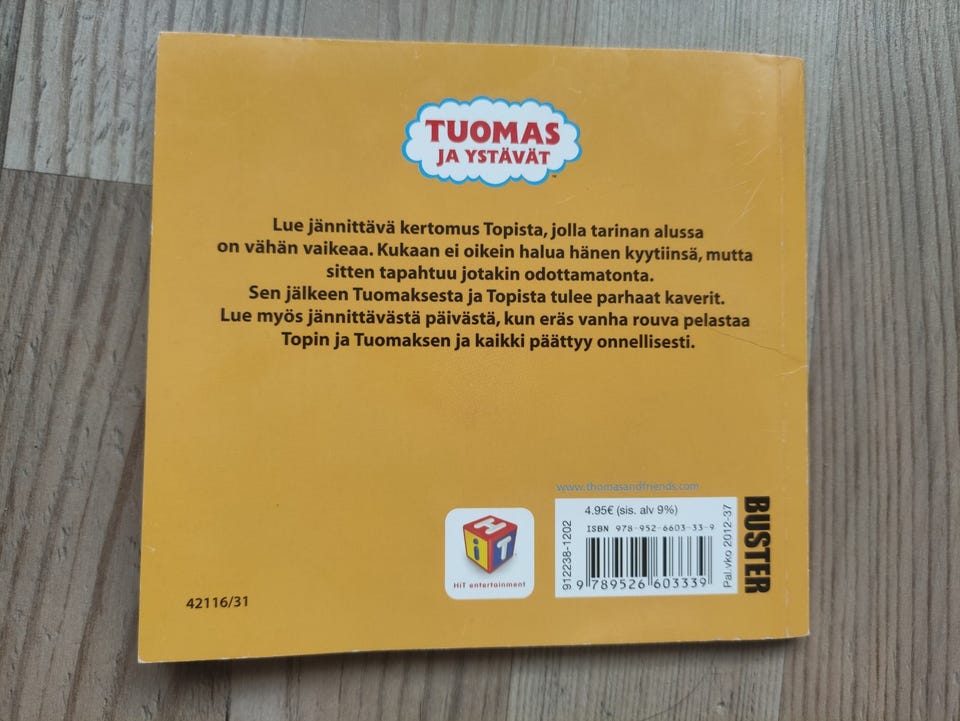 TUOMAS
JA YSTÄVÄT
™
Lue jännittävä kertomus Topista, jolla tarinan alussa
on vähän vaikeaa. Kukaan ei oikein halua hänen kyytiinsä, mutta
sitten tapahtuu jotakin odottamatonta.
Sen jälkeen Tuomaksesta ja Topista tulee parhaat kaverit.
Lue myös jännittävästä päivästä, kun eräs vanha rouva pelastaa
Topin ja Tuomaksen ja kaikki päättyy onnellisesti.
www.thomasandfriends.com
4.95€ (sis. alv 9%)
ISBN 978-952-6603-33-9
9 789526 603339
912238-1202
Pal.vko 2012-37
BUSTER
HiT
HiT entertainment
42116/31